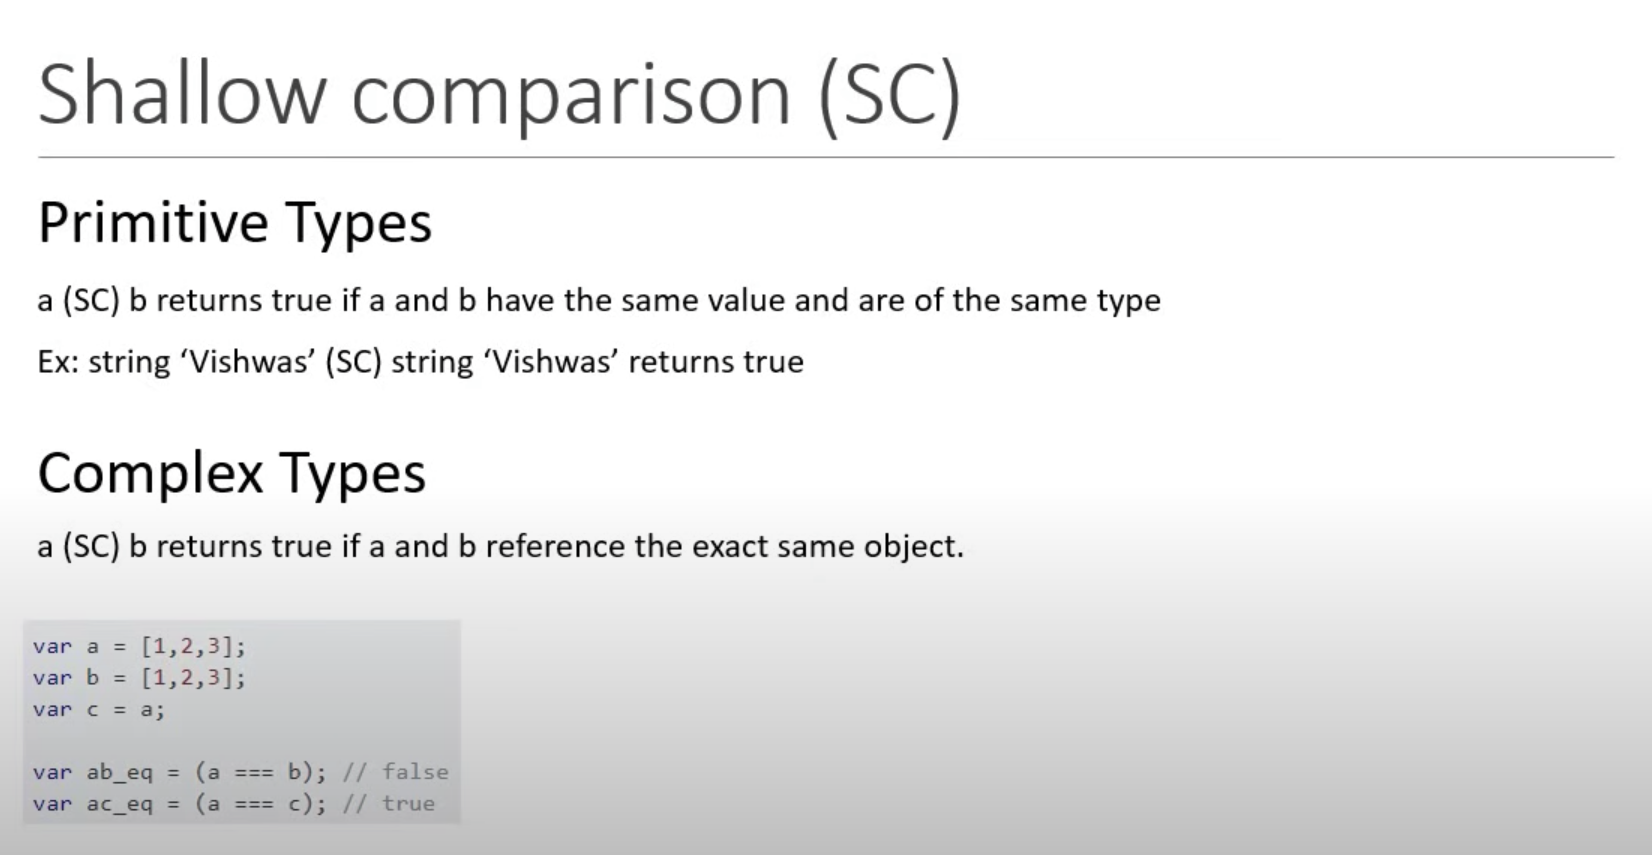 Shallow comparison (SC)
Primitive Types
a (SC) b returns true if a and b have the same value and are of the same type
Ex: string ‘Vishwas’ (SC) string ‘Vishwas’ returns true
Complex Types
a (SC) b returns true if a and b reference the exact same object.
var a = [1,2,3];
var b = [1,2,3];
var c = a;
var ab_eq = (a === b); // false
var ac_eq = (a === c); // true